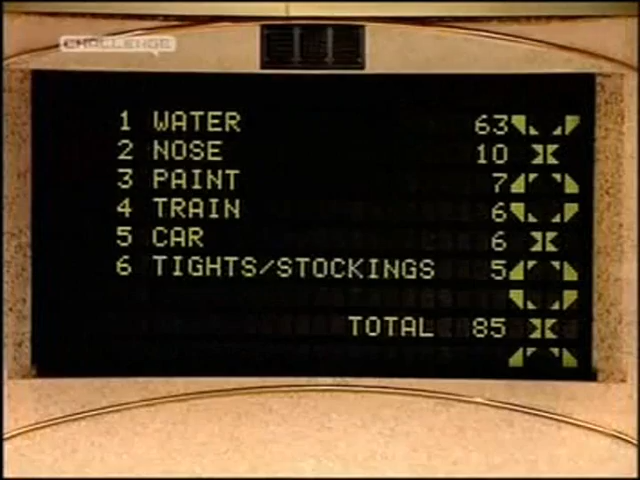 CHALLENGE
1 WATER 63
2 NOSE 10
3 PAINT 7
4 TRAIN 6
5 CAR 6
6 TIGHTS/STOCKINGS 5
TOTAL 85